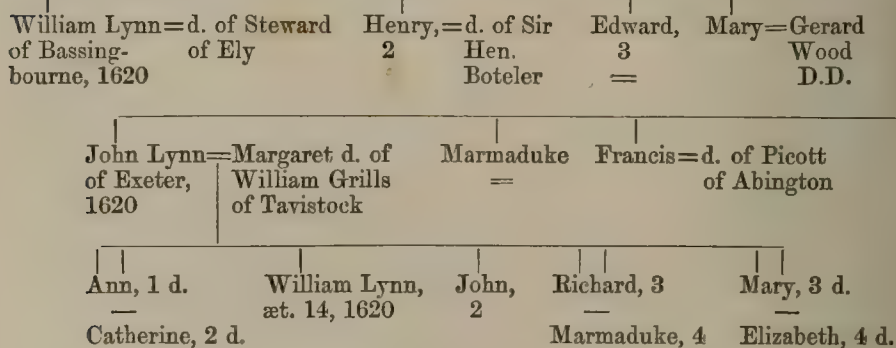 William Lynn=d. of Steward Henry,=d. of Sir Edward, Mary=Gerard
of Bassing- of Ely 2 Hen. 3 Wood
bourne, 1620 Boteler = D.D.
John Lynn=Margaret d. of Marmaduke Francis=d. of Picott
of Exeter, William Grills = of Abington
1620 of Tavistock
Ann, 1 d. William Lynn, John, Richard, 3 Mary, 3 d.
— æt. 14, 1620 2 — —
Catherine, 2 d. Marmaduke, 4 Elizabeth, 4 d.